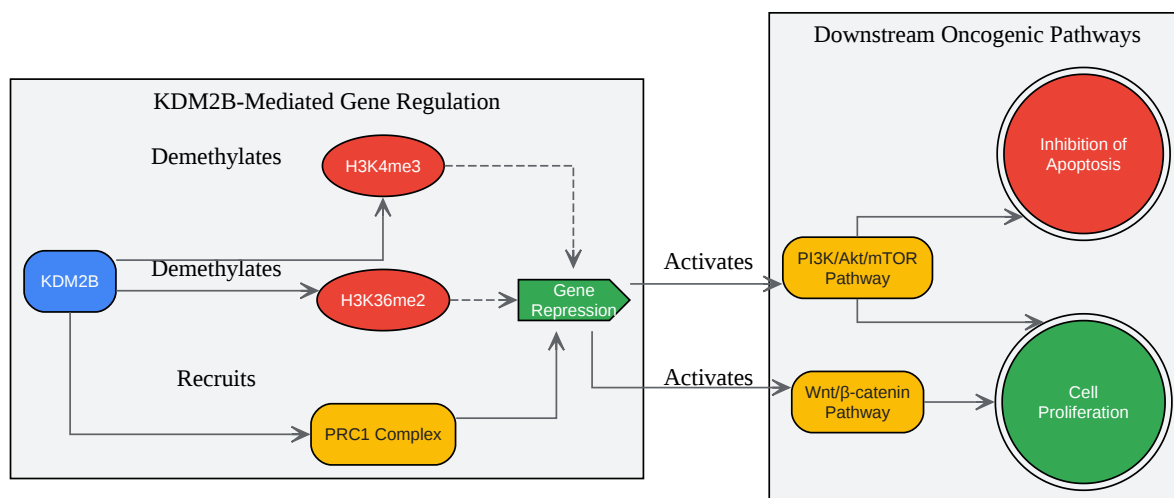 Downstream Oncogenic Pathways
KDM2B-Mediated Gene Regulation
Demethylates
H3K4me3
Inhibition of
Apoptosis
KDM2B
Demethylates
H3K36me2
Gene
Repression
Activates
PI3K/Akt/mTOR
Pathway
Recruits
PRC1 Complex
Activates
Wnt/β-catenin
Pathway
Cell
Proliferation